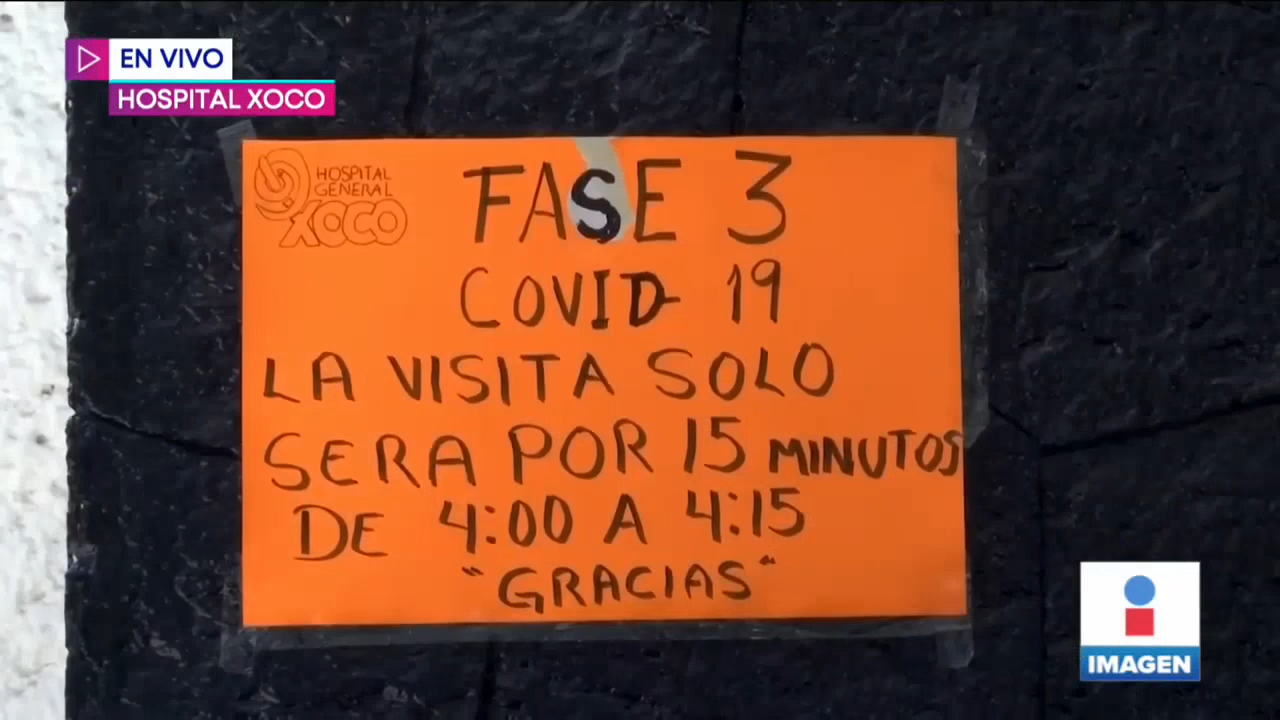 EN VIVO
HOSPITAL XOCO
HOSPITAL
GENERAL
XOCO
FASE 3
COVID 19
LA VISITA SOLO
SERA POR 15 MINUTOS
DE 4:00 A 4:15
"GRACIAS"
IMAGEN